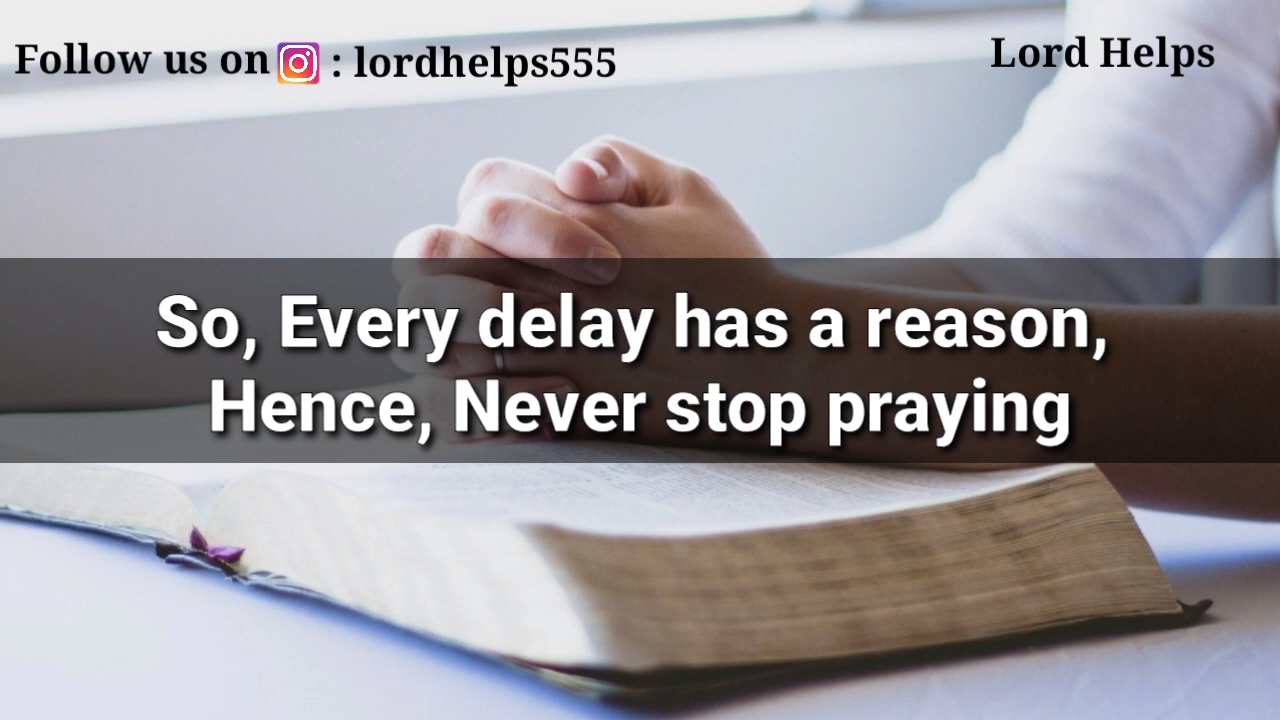 Follow us on : lordhelps555
Lord Helps
So, Every delay has a reason,
Hence, Never stop praying